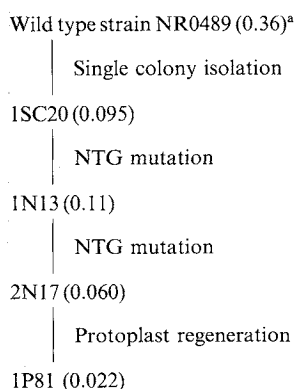 Wild type strain NR0489 (0.36)ᵃ
Single colony isolation
1SC20 (0.095)
NTG mutation
1N13 (0.11)
NTG mutation
2N17 (0.060)
Protoplast regeneration
1P81 (0.022)